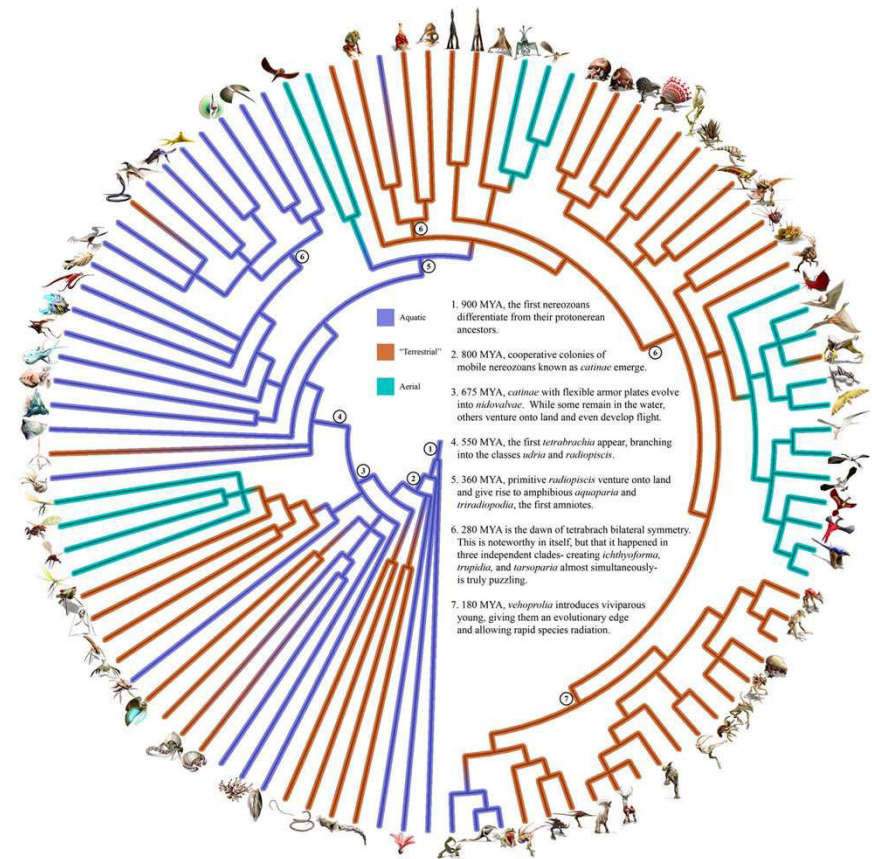 6
6
5
Aquatic
"Terrestrial"
Aerial
1. 900 MYA, the first nereozoans
differentiate from their protonerean
ancestors.
2. 800 MYA, cooperative colonies of
mobile nereozoans known as catinae emerge.
3. 675 MYA, catinae with flexible armor plates evolve
into nidovalvae. While some remain in the water,
others venture onto land and even develop flight.
4. 550 MYA, the first tetrabrachia appear, branching
into the classes udria and radiopiscis.
5. 360 MYA, primitive radiopiscis venture onto land
and give rise to amphibious aquaparia and
triradiopodia, the first amniotes.
6. 280 MYA is the dawn of tetrabrach bilateral symmetry.
This is noteworthy in itself, but that it happened in
three independent clades- creating ichthyoforma,
trupidia, and tarsoparia almost simultaneously-
is truly puzzling.
7. 180 MYA, vehoprolia introduces viviparous
young, giving them an evolutionary edge
and allowing rapid species radiation.
6
4
1
3
2
7